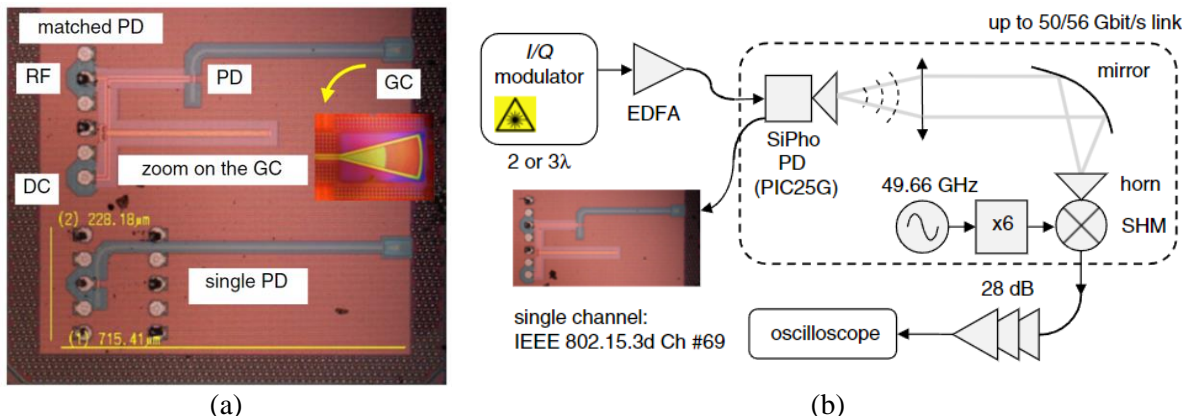 matched PD
RF
PD
GC
zoom on the GC
DC
(2) 228.18μm
single PD
(1) 715.41μm
(a)
up to 50/56 Gbit/s link
I/Q
modulator
EDFA
mirror
2 or 3λ
SiPho
PD
(PIC25G)
49.66 GHz
x6
horn
SHM
28 dB
single channel:
IEEE 802.15.3d Ch #69
oscilloscope
(b)